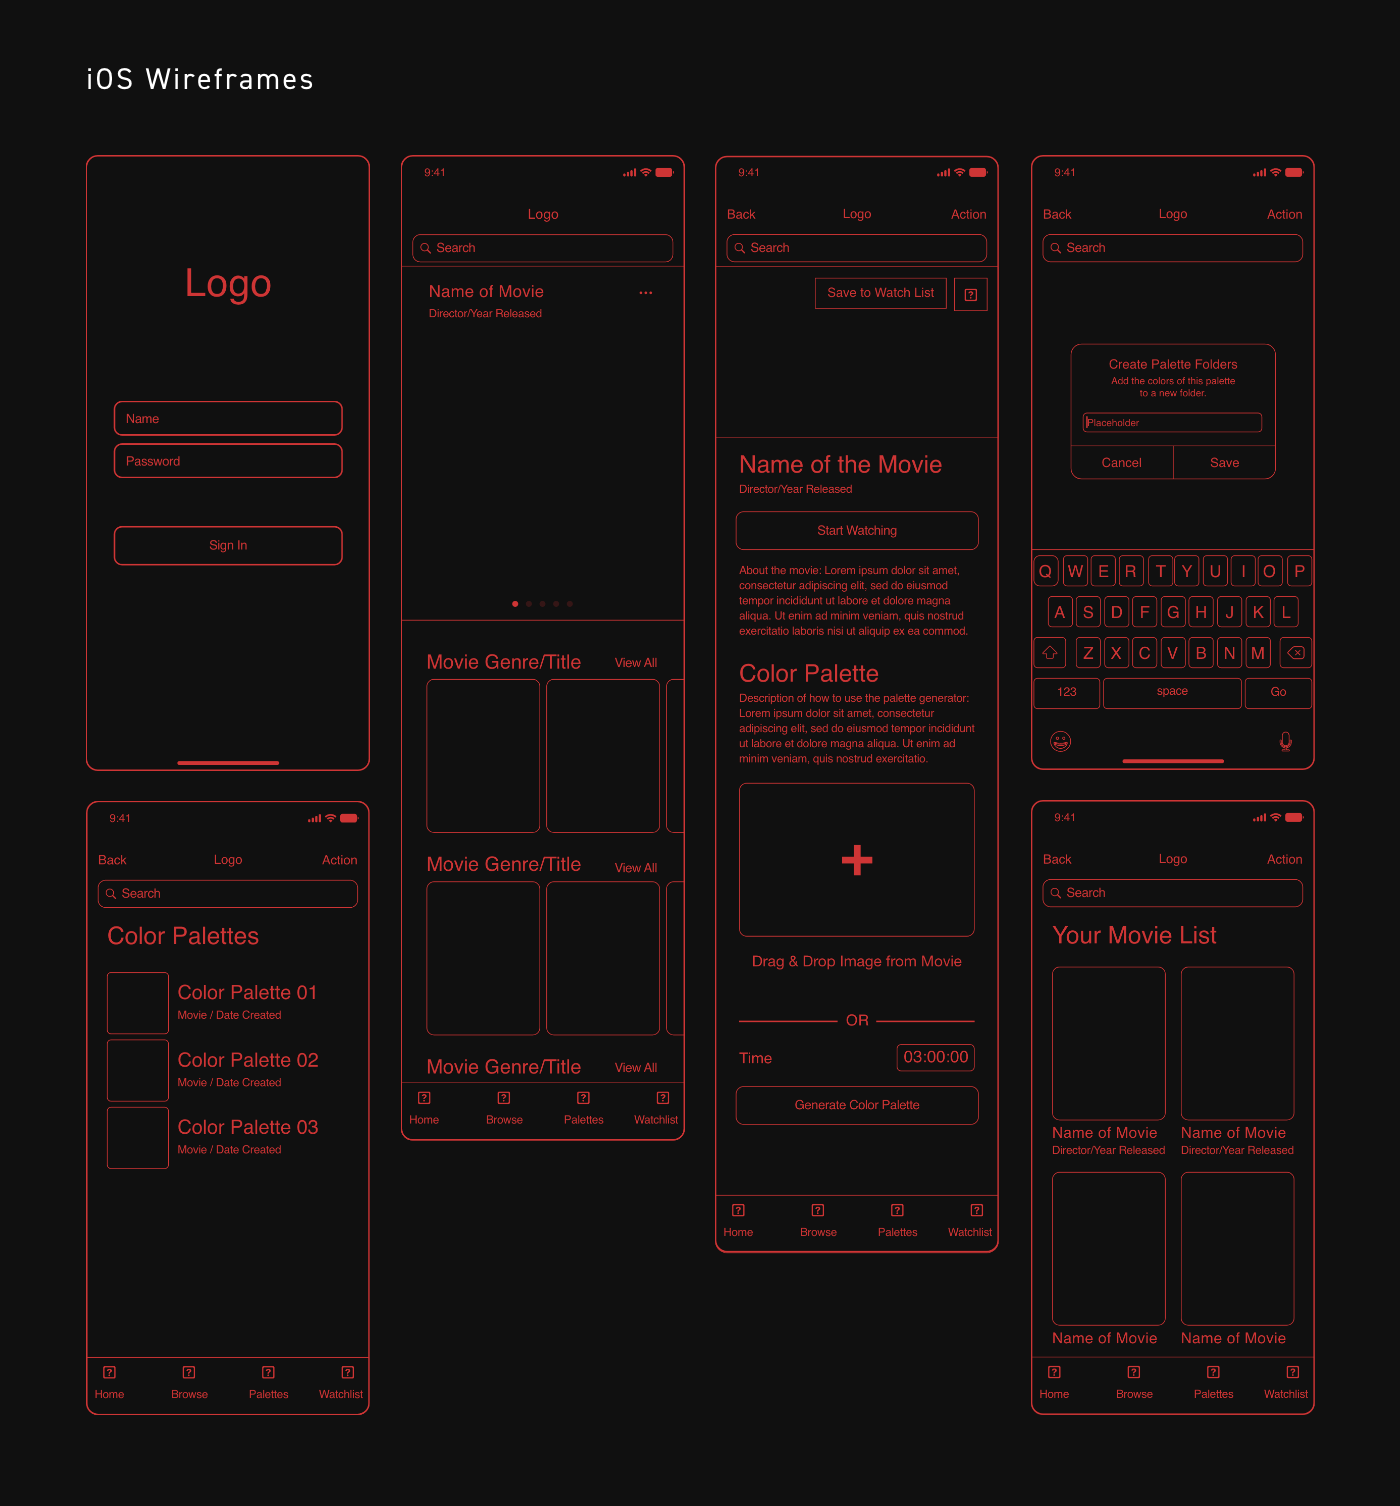 iOS Wireframes
Logo
Name
Password
Sign In
9:41
Logo
Search
Name of Movie
Director/Year Released
Movie Genre/Title View All
Movie Genre/Title View All
Movie Genre/Title View All
? ? ? ?
Home Browse Palettes Watchlist
9:41
Back Logo Action
Search
Save to Watch List ?
Name of the Movie
Director/Year Released
Start Watching
About the movie: Lorem ipsum dolor sit amet,
consectetur adipiscing elit, sed do eiusmod
tempor incididunt ut labore et dolore magna
aliqua. Ut enim ad minim veniam, quis nostrud
exercitatio laboris nisi ut aliquip ex ea commod.
Color Palette
Description of how to use the palette generator:
Lorem ipsum dolor sit amet, consectetur
adipiscing elit, sed do eiusmod tempor incididunt
ut labore et dolore magna aliqua. Ut enim ad
minim veniam, quis nostrud exercitatio.
Drag & Drop Image from Movie
OR
Time 03:00:00
Generate Color Palette
? ? ? ?
Home Browse Palettes Watchlist
9:41
Back Logo Action
Search
Create Palette Folders
Add the colors of this palette
to a new folder.
Placeholder
Cancel Save
Q W E R T Y U I O P
A S D F G H J K L
Z X C V B N M
123 space Go
9:41
Back Logo Action
Search
Color Palettes
Color Palette 01
Movie / Date Created
Color Palette 02
Movie / Date Created
Color Palette 03
Movie / Date Created
? ? ? ?
Home Browse Palettes Watchlist
9:41
Back Logo Action
Search
Your Movie List
Name of Movie Name of Movie
Director/Year Released Director/Year Released
Name of Movie Name of Movie
? ? ? ?
Home Browse Palettes Watchlist